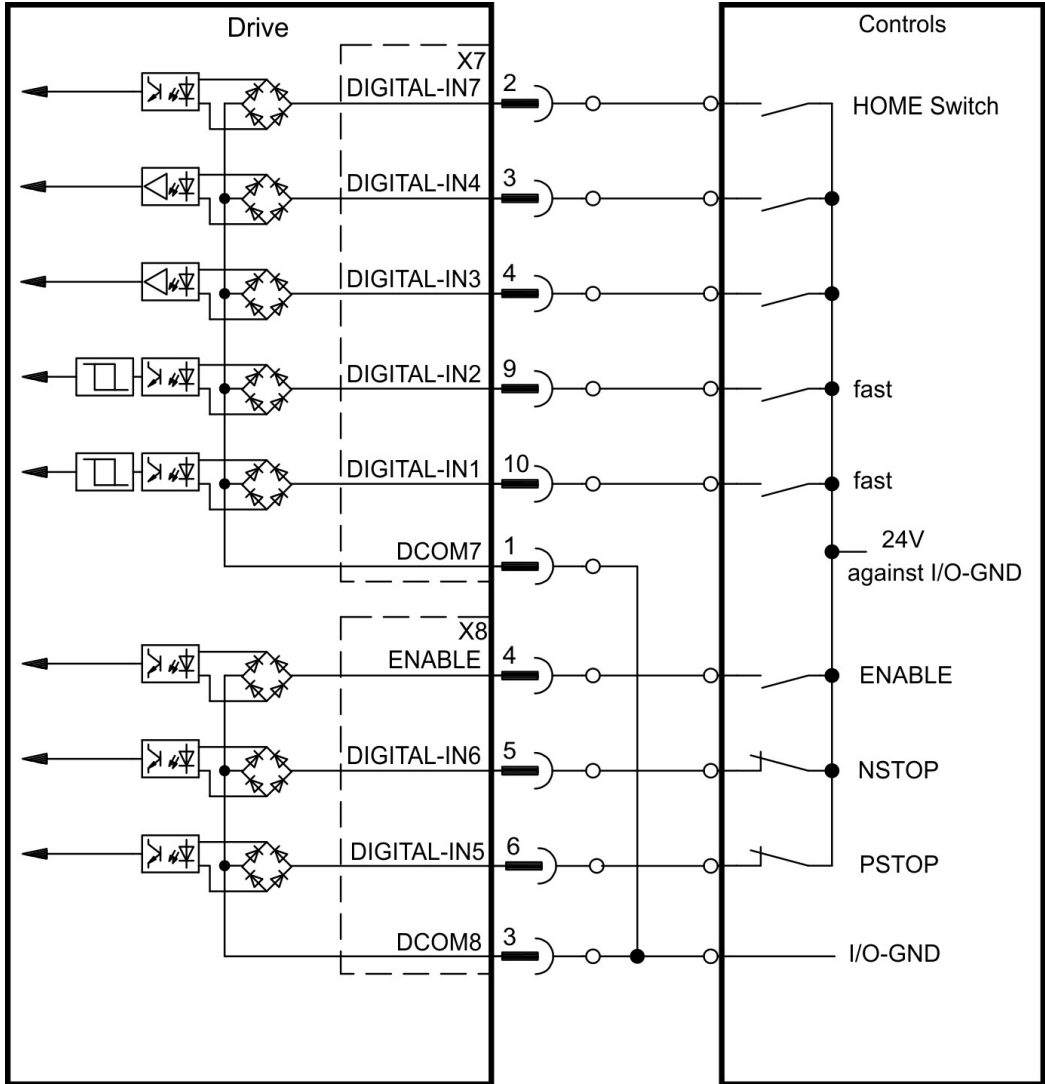 Drive
Controls
X7
DIGITAL-IN7 2 HOME Switch
DIGITAL-IN4 3
DIGITAL-IN3 4
DIGITAL-IN2 9 fast
DIGITAL-IN1 10 fast
24V
against I/O-GND
DCOM7 1
X8
ENABLE 4 ENABLE
DIGITAL-IN6 5 NSTOP
DIGITAL-IN5 6 PSTOP
DCOM8 3 I/O-GND